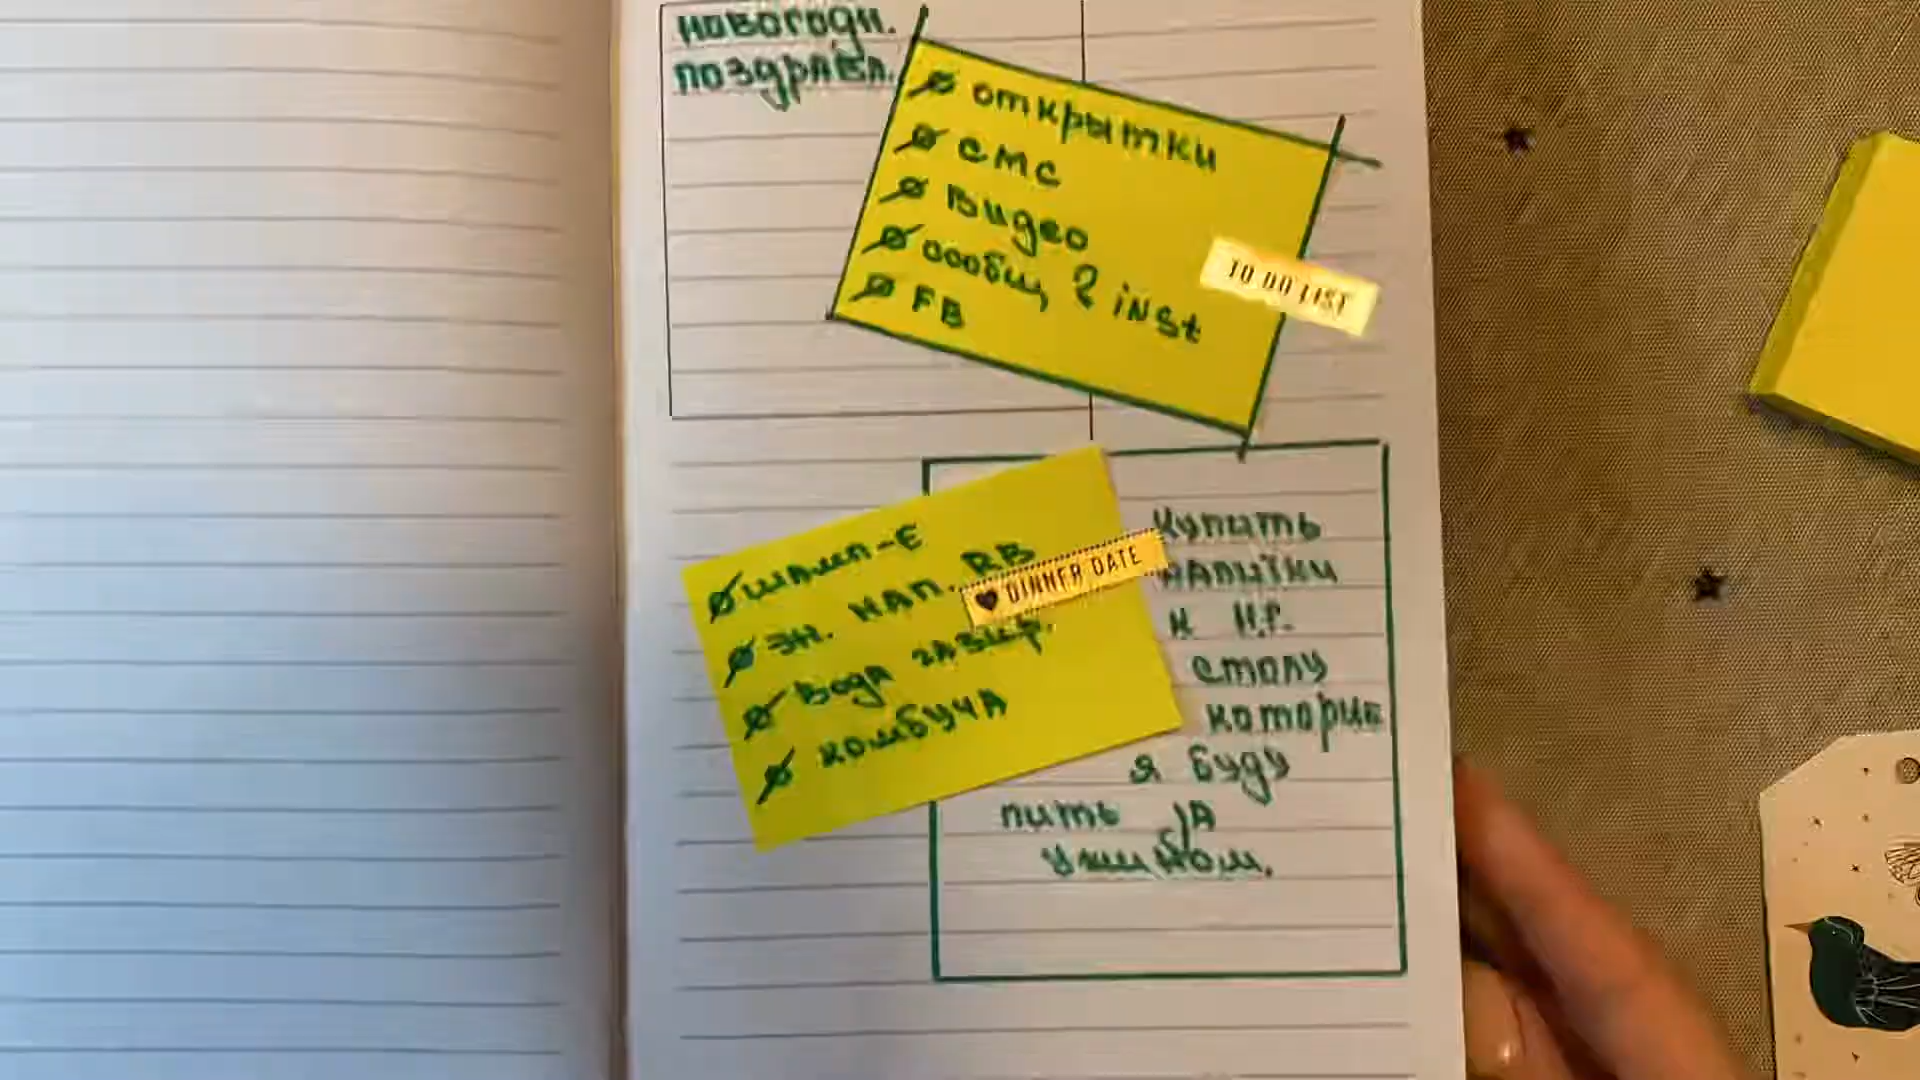 новогодн.
поздравл.
открытки
смс
видео
сообщ, 2 inst
FB
TO DO LIST
шамп-Е
эн. нап. RB
вода газир.
комбуча
DINNER DATE
купить
напитки
к н.г.
столу
которые
я буду
пить за
ужином.